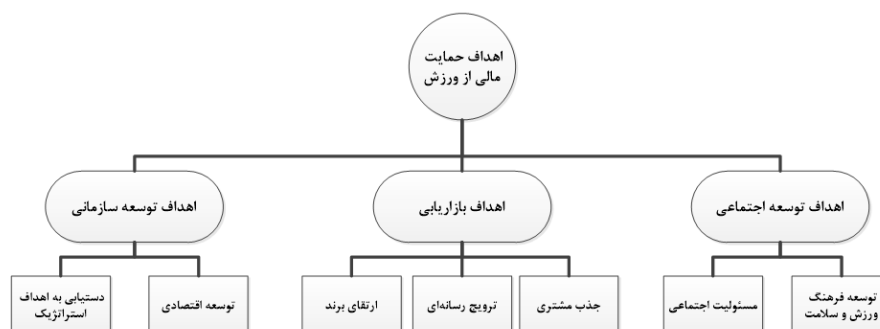 اهداف حمایت
مالی از ورزش
اهداف توسعه اجتماعی
اهداف بازاریابی
اهداف توسعه سازمانی
توسعه فرهنگ
ورزش و سلامت
مسئولیت اجتماعی
جذب مشتری
ترویج رسانه‌ای
ارتقای برند
توسعه اقتصادی
دستیابی به اهداف
استراتژیک